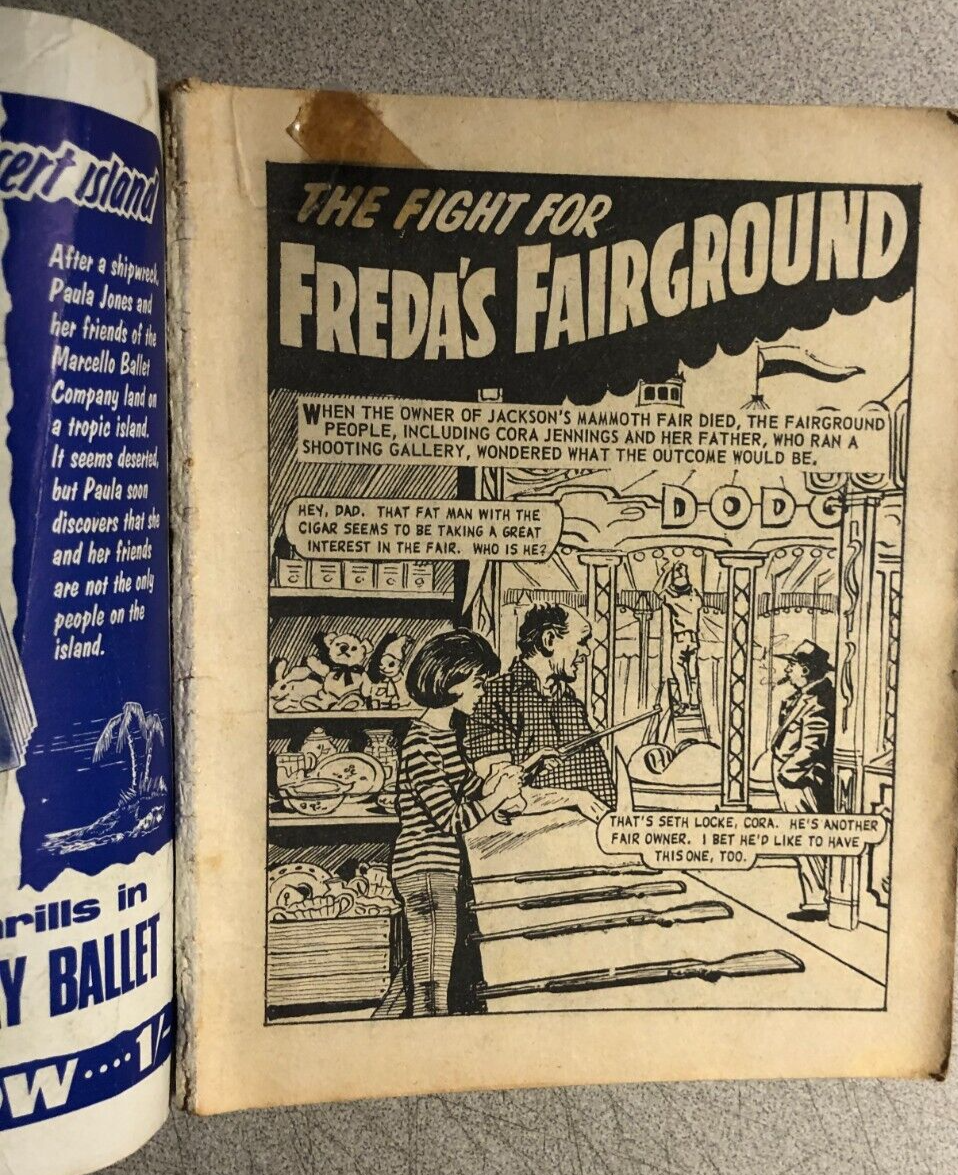 island
After a shipwreck,
Paula Jones and
her friends of the
Marcello Ballet
Company land on
a tropic island.
It seems deserted,
but Paula soon
discovers that she
and her friends
are not the only
people on the
island.
in
BALLET
1/-
THE FIGHT FOR
FREDA'S FAIRGROUND
WHEN THE OWNER OF JACKSON'S MAMMOTH FAIR DIED, THE FAIRGROUND
PEOPLE, INCLUDING CORA JENNINGS AND HER FATHER, WHO RAN A
SHOOTING GALLERY, WONDERED WHAT THE OUTCOME WOULD BE.
HEY, DAD. THAT FAT MAN WITH THE
CIGAR SEEMS TO BE TAKING A GREAT
INTEREST IN THE FAIR. WHO IS HE?
DODG
THAT'S SETH LOCKE, CORA. HE'S ANOTHER
FAIR OWNER. I BET HE'D LIKE TO HAVE
THIS ONE, TOO.